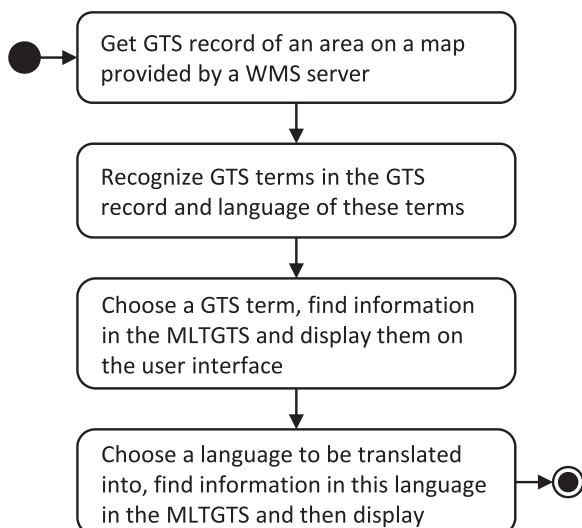 Get GTS record of an area on a map
provided by a WMS server
Recognize GTS terms in the GTS
record and language of these terms
Choose a GTS term, find information
in the MLTGTS and display them on
the user interface
Choose a language to be translated
into, find information in this language
in the MLTGTS and then display